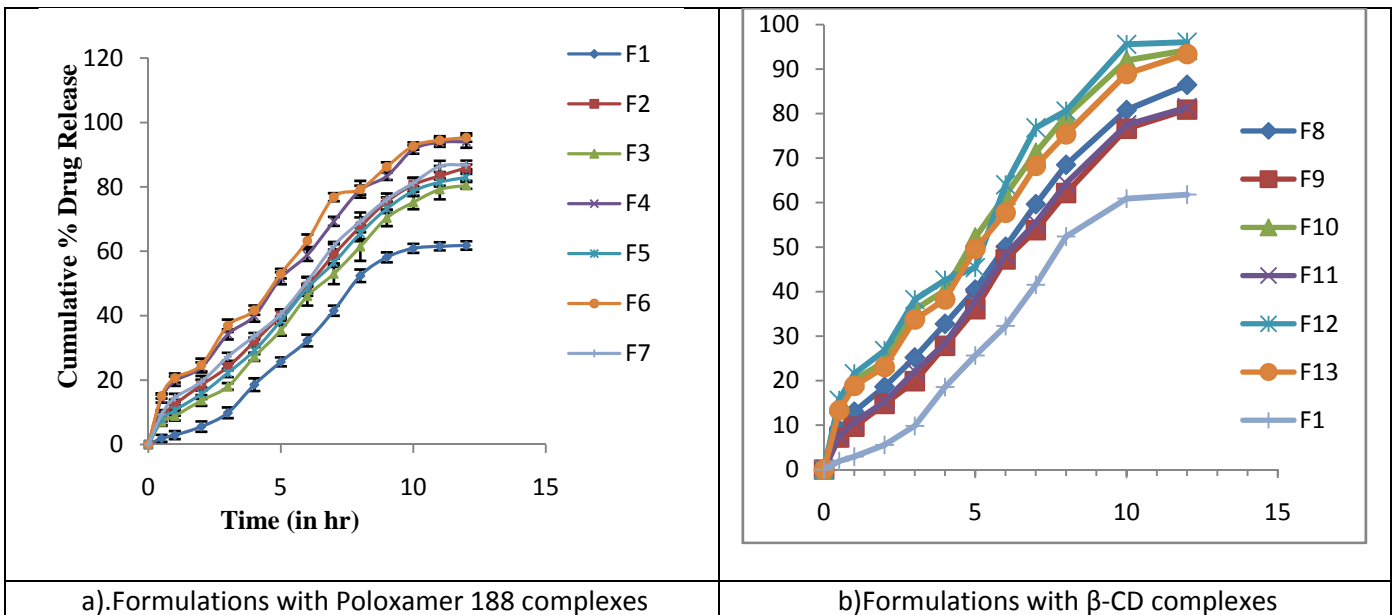 120
100
80
60
40
20
0
0 5 10 15
Cumulative % Drug Release
Time (in hr)
F1
F2
F3
F4
F5
F6
F7
a).Formulations with Poloxamer 188 complexes
100
90
80
70
60
50
40
30
20
10
0
0 5 10 15
F8
F9
F10
F11
F12
F13
F1
b)Formulations with β-CD complexes